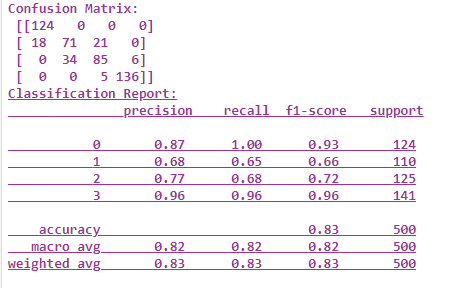 Confusion Matrix:
[[124 0 0 0]
[ 18 71 21 0]
[ 0 34 85 6]
[ 0 0 5 136]]
Classification Report:
precision recall f1-score support
0 0.87 1.00 0.93 124
1 0.68 0.65 0.66 110
2 0.77 0.68 0.72 125
3 0.96 0.96 0.96 141
accuracy 0.83 500
macro avg 0.82 0.82 0.82 500
weighted avg 0.83 0.83 0.83 500